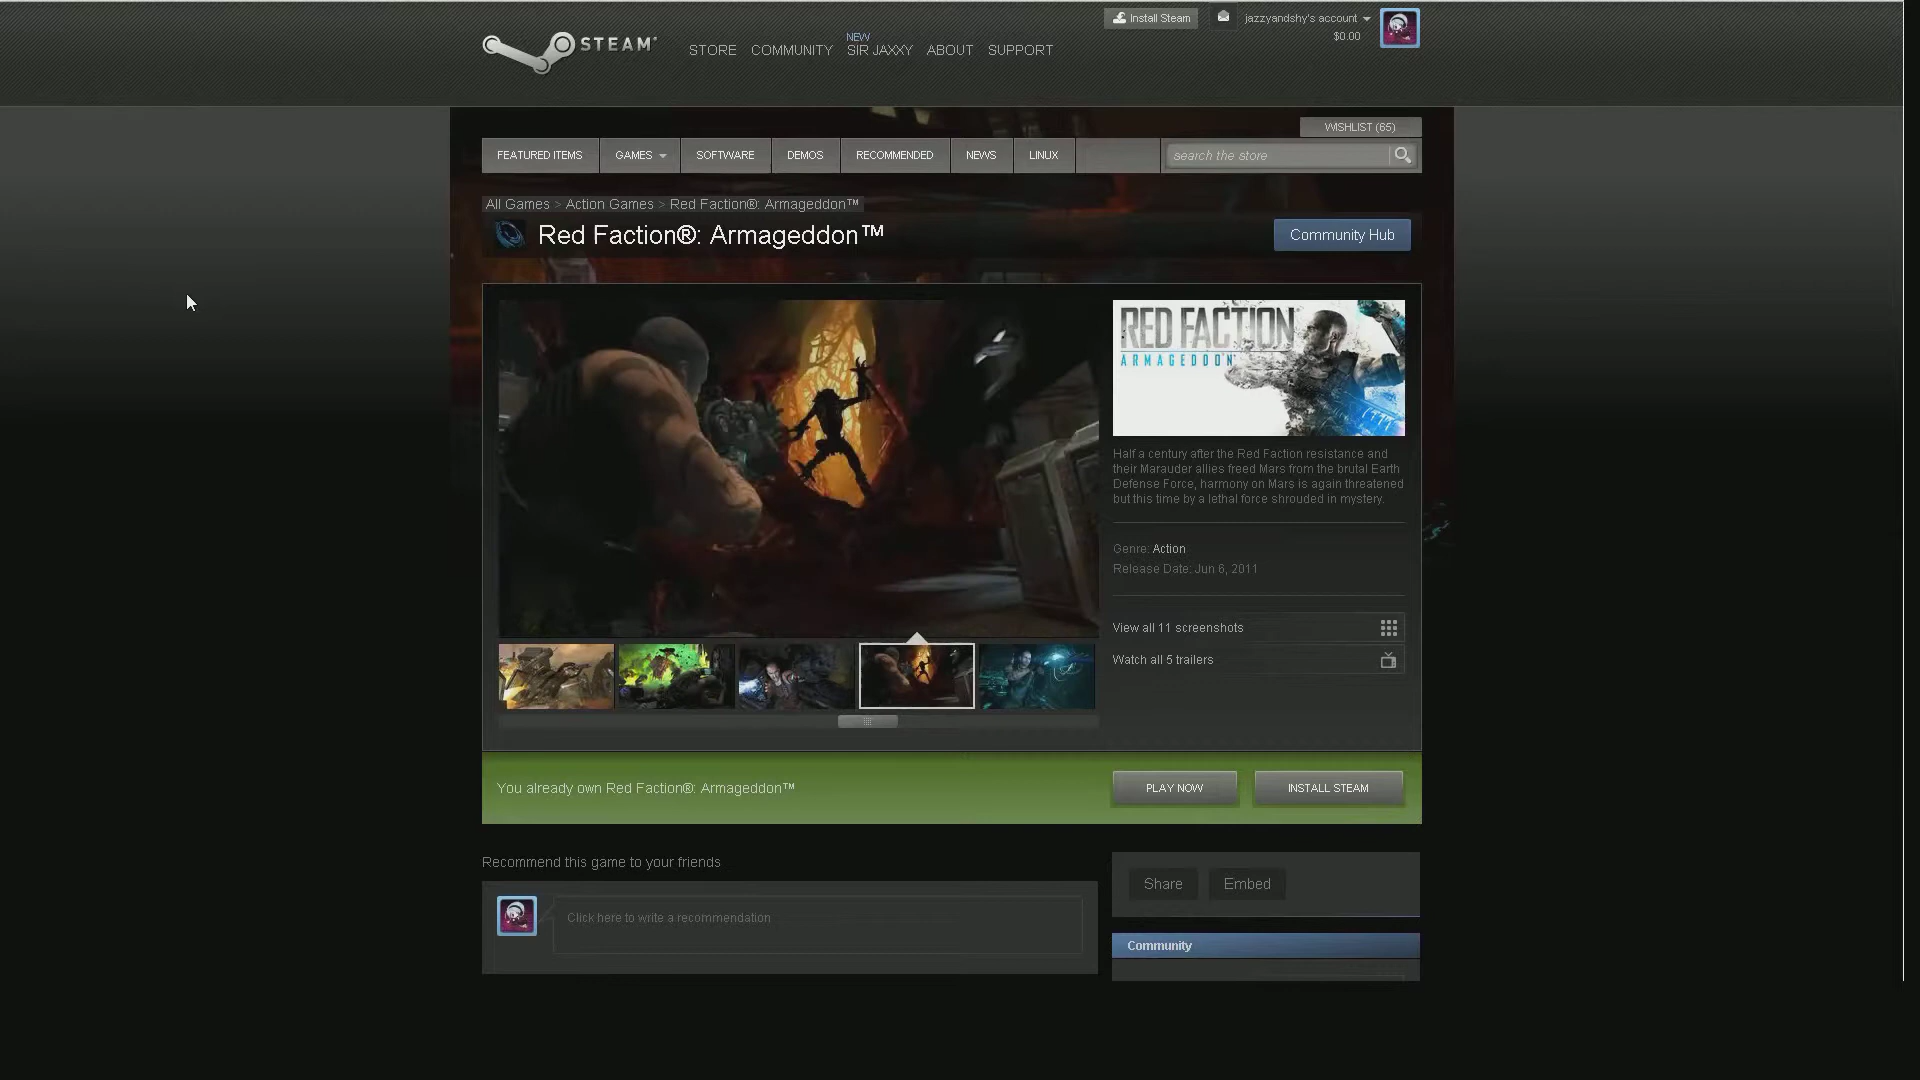 Install Steam
jazzyandshy's account
$0.00
STEAM
STORE
COMMUNITY
NEW
SIR JAXXY
ABOUT
SUPPORT
WISHLIST (65)
FEATURED ITEMS
GAMES
SOFTWARE
DEMOS
RECOMMENDED
NEWS
LINUX
search the store
All Games > Action Games > Red Faction®: Armageddon™
Red Faction®: Armageddon™
Community Hub
RED FACTION
ARMAGEDDON
Half a century after the Red Faction resistance and
their Marauder allies freed Mars from the brutal Earth
Defense Force, harmony on Mars is again threatened
but this time by a lethal force shrouded in mystery.
Genre: Action
Release Date: Jun 6, 2011
View all 11 screenshots
Watch all 5 trailers
You already own Red Faction®: Armageddon™
PLAY NOW
INSTALL STEAM
Recommend this game to your friends
Click here to write a recommendation
Share
Embed
Community